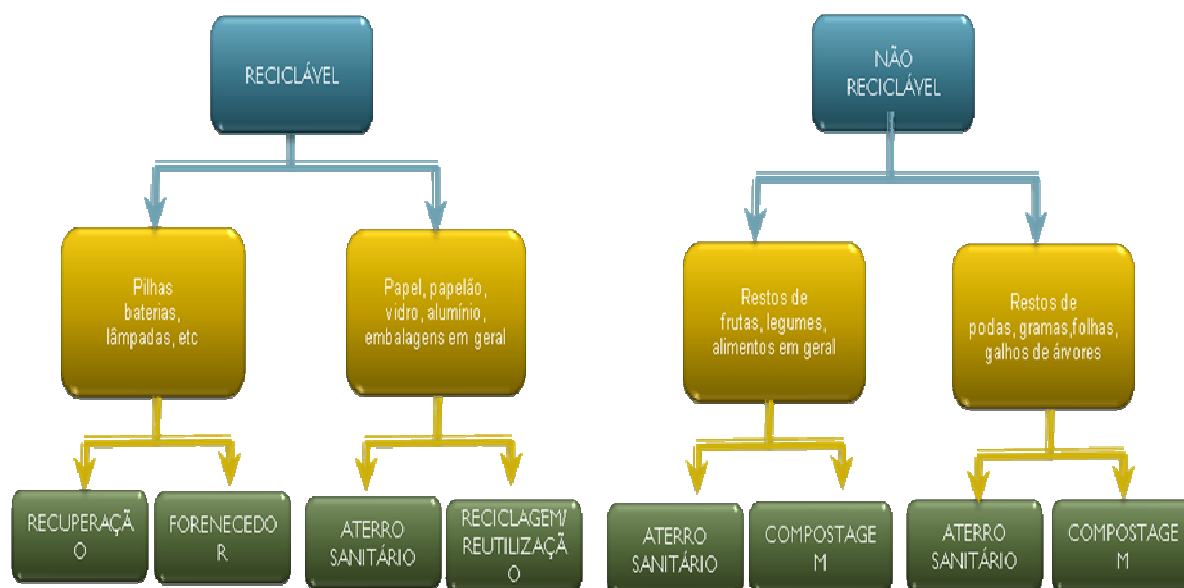 RECICLÁVEL
NÃO
RECICLÁVEL
Pilhas
baterias,
lâmpadas, etc
Papel, papelão,
vidro, alumínio,
embalagens em geral
Restos de
frutas, legumes,
alimentos em geral
Restos de
podas, gramas,folhas,
galhos de árvores
RECUPERAÇÃ
O
FORENECEDO
R
ATERRO
SANITÁRIO
RECICLAGEM/
REUTILIZAÇÃ
O
ATERRO
SANITÁRIO
COMPOSTAGE
M
ATERRO
SANITÁRIO
COMPOSTAGE
M